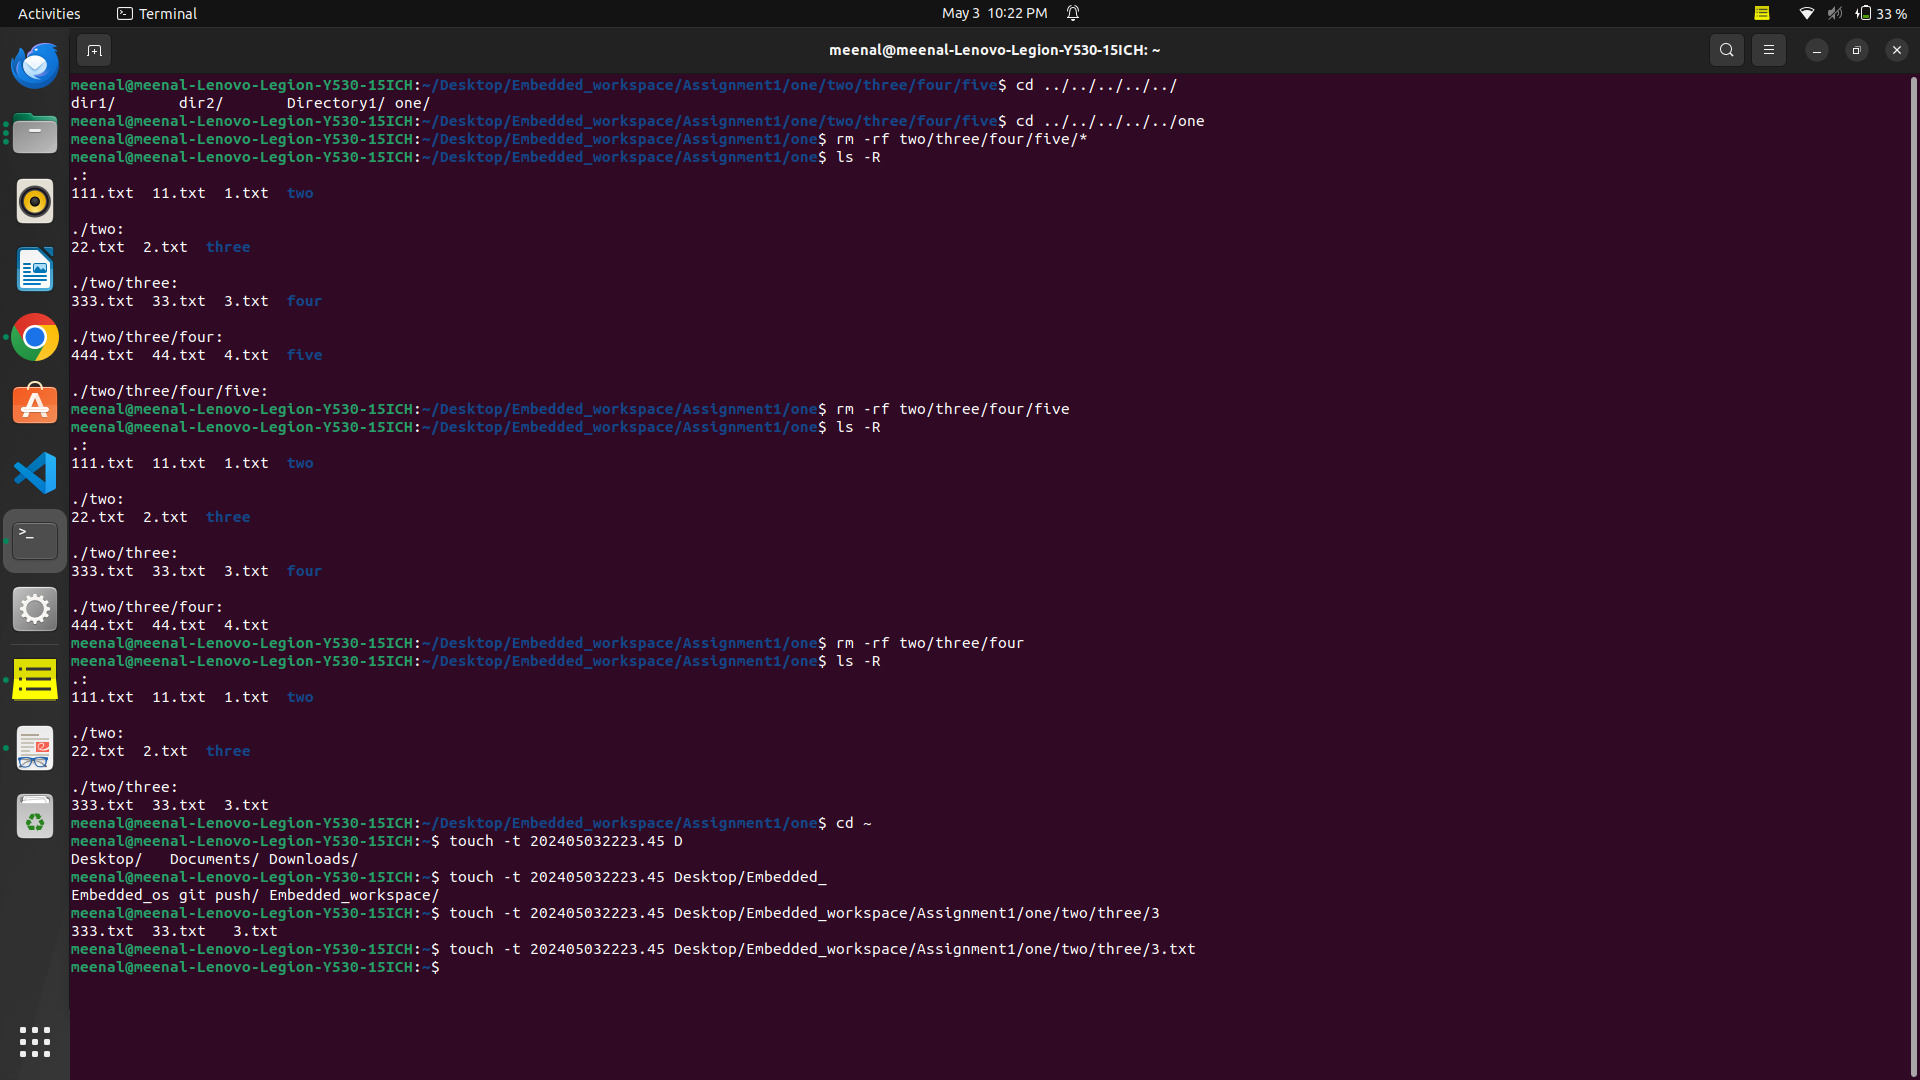 Activities
Terminal
May 3 10:22 PM
33 %
meenal@meenal-Lenovo-Legion-Y530-15ICH: ~
meenal@meenal-Lenovo-Legion-Y530-15ICH:~/Desktop/Embedded_workspace/Assignment1/one/two/three/four/five$ cd ../../../../../
dir1/       dir2/       Directory1/ one/
meenal@meenal-Lenovo-Legion-Y530-15ICH:~/Desktop/Embedded_workspace/Assignment1/one/two/three/four/five$ cd ../../../../../one
meenal@meenal-Lenovo-Legion-Y530-15ICH:~/Desktop/Embedded_workspace/Assignment1/one$ rm -rf two/three/four/five/*
meenal@meenal-Lenovo-Legion-Y530-15ICH:~/Desktop/Embedded_workspace/Assignment1/one$ ls -R
.:
111.txt  11.txt  1.txt  two
./two:
22.txt  2.txt  three
./two/three:
333.txt  33.txt  3.txt  four
./two/three/four:
444.txt  44.txt  4.txt  five
./two/three/four/five:
meenal@meenal-Lenovo-Legion-Y530-15ICH:~/Desktop/Embedded_workspace/Assignment1/one$ rm -rf two/three/four/five
meenal@meenal-Lenovo-Legion-Y530-15ICH:~/Desktop/Embedded_workspace/Assignment1/one$ ls -R
.:
111.txt  11.txt  1.txt  two
./two:
22.txt  2.txt  three
./two/three:
333.txt  33.txt  3.txt  four
./two/three/four:
444.txt  44.txt  4.txt
meenal@meenal-Lenovo-Legion-Y530-15ICH:~/Desktop/Embedded_workspace/Assignment1/one$ rm -rf two/three/four
meenal@meenal-Lenovo-Legion-Y530-15ICH:~/Desktop/Embedded_workspace/Assignment1/one$ ls -R
.:
111.txt  11.txt  1.txt  two
./two:
22.txt  2.txt  three
./two/three:
333.txt  33.txt  3.txt
meenal@meenal-Lenovo-Legion-Y530-15ICH:~/Desktop/Embedded_workspace/Assignment1/one$ cd ~
meenal@meenal-Lenovo-Legion-Y530-15ICH:~$ touch -t 202405032223.45 D
Desktop/   Documents/ Downloads/
meenal@meenal-Lenovo-Legion-Y530-15ICH:~$ touch -t 202405032223.45 Desktop/Embedded_
Embedded_os git push/ Embedded_workspace/
meenal@meenal-Lenovo-Legion-Y530-15ICH:~$ touch -t 202405032223.45 Desktop/Embedded_workspace/Assignment1/one/two/three/3
333.txt  33.txt   3.txt
meenal@meenal-Lenovo-Legion-Y530-15ICH:~$ touch -t 202405032223.45 Desktop/Embedded_workspace/Assignment1/one/two/three/3.txt
meenal@meenal-Lenovo-Legion-Y530-15ICH:~$